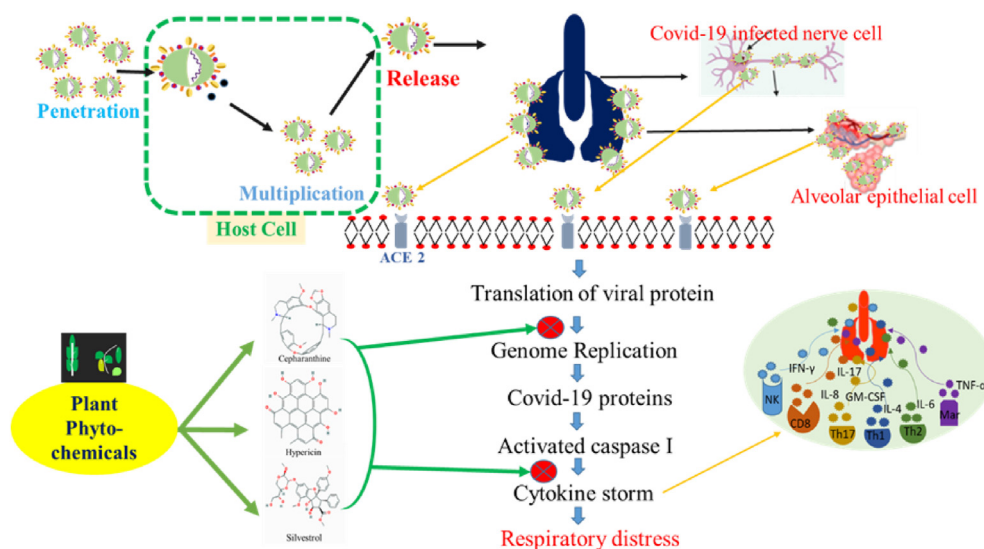 Covid-19 infected nerve cell
Penetration
Release
Multiplication
Alveolar epithelial cell
Host Cell
ACE 2
Translation of viral protein
Genome Replication
Covid-19 proteins
Activated caspase I
Cytokine storm
Respiratory distress
Plant
Phyto-
chemicals
Cepharanthine
Hypericin
Silvestrol
IFN-γ
IL-17
TNF-α
IL-8
GM-CSF
IL-4
IL-6
NK
CD8
Th17
Th1
Th2
Mar